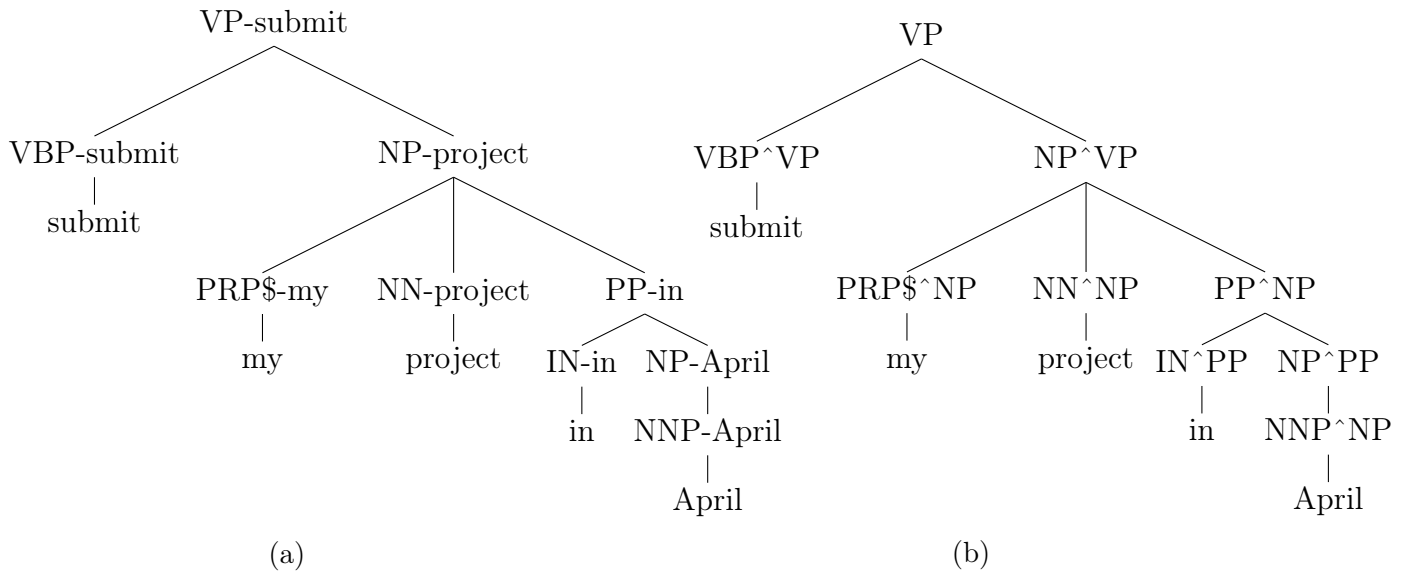 VP-submit
VP
VBP-submit NP-project VBP^VP NP^VP
submit submit
PRP$-my NN-project PP-in PRP$^NP NN^NP PP^NP
my project IN-in NP-April my project IN^PP NP^PP
in NNP-April in NNP^NP
April April
(a) (b)